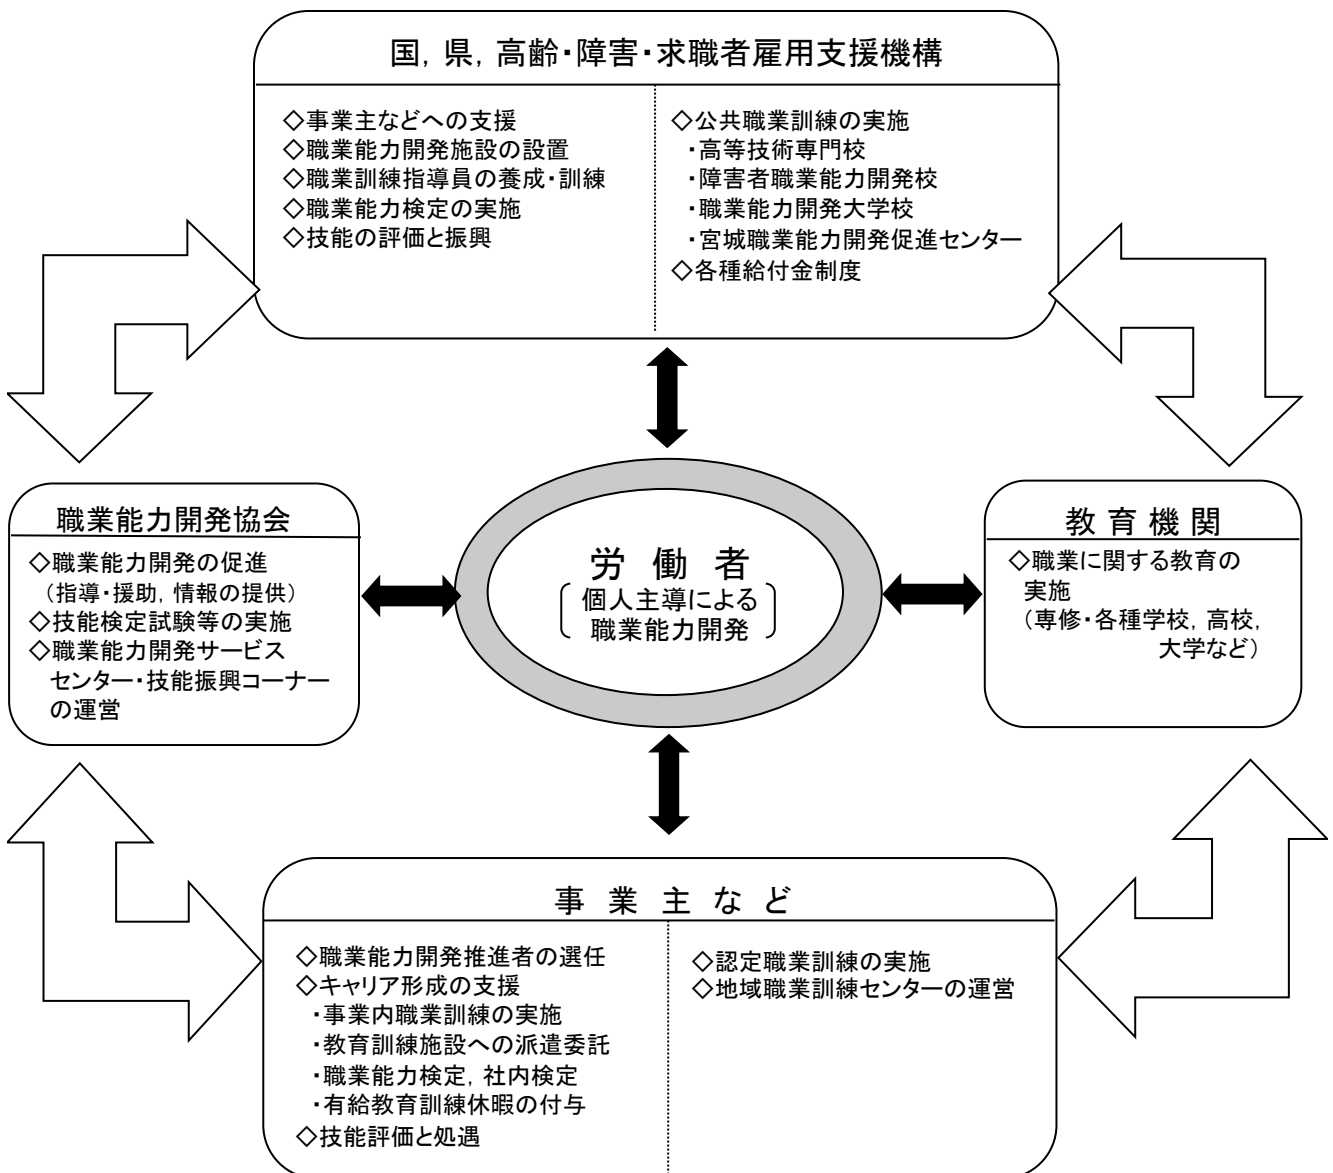 国，県，高齢・障害・求職者雇用支援機構
◇事業主などへの支援
◇職業能力開発施設の設置
◇職業訓練指導員の養成・訓練
◇職業能力検定の実施
◇技能の評価と振興
◇公共職業訓練の実施
・高等技術専門校
・障害者職業能力開発校
・職業能力開発大学校
・宮城職業能力開発促進センター
◇各種給付金制度
職業能力開発協会
◇職業能力開発の促進
（指導・援助，情報の提供）
◇技能検定試験等の実施
◇職業能力開発サービス
センター・技能振興コーナー
の運営
労働者
個人主導による
職業能力開発
教育機関
◇職業に関する教育の
実施
（専修・各種学校，高校，
大学など）
事業主など
◇職業能力開発推進者の選任
◇キャリア形成の支援
・事業内職業訓練の実施
・教育訓練施設への派遣委託
・職業能力検定，社内検定
・有給教育訓練休暇の付与
◇技能評価と処遇
◇認定職業訓練の実施
◇地域職業訓練センターの運営